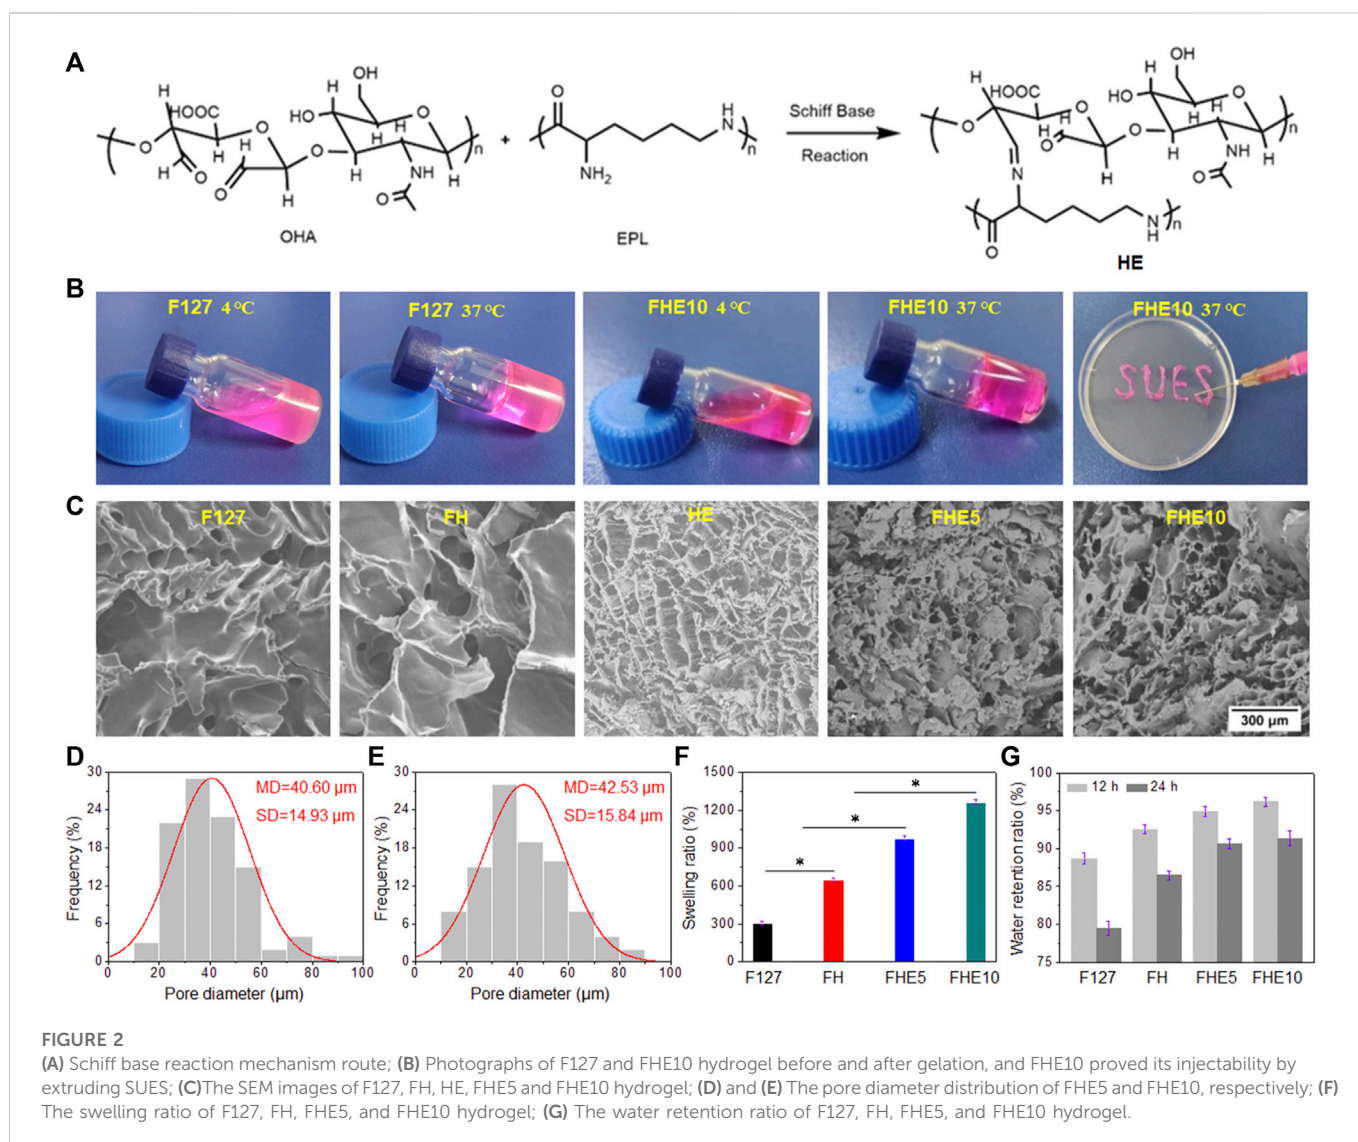 A
OH
H
HOOC
H
O
HO
O
O
H
H
H
O
H
O
n
H
NH
H
O
O
H
O
OHA
+
O
H
N
n
NH2
EPL
Schiff Base
Reaction
OH
H
HOOC
H
O
HO
O
O
H
H
H
O
O
n
H
NH
H
O
N
H
N
n
O
HE
B
F127 4 °C
F127 37 °C
FHE10 4 °C
FHE10 37 °C
FHE10 37 °C
SUES
C
F127
FH
HE
FHE5
FHE10
300 μm
D
Frequency (%)
30
24
18
12
6
0
MD=40.60 μm
SD=14.93 μm
0 20 40 60 80 100
Pore diameter (μm)
E
Frequency (%)
30
24
18
12
6
0
MD=42.53 μm
SD=15.84 μm
0 20 40 60 80 100
Pore diameter (μm)
F
Swelling ratio (%)
1500
1200
900
600
300
0
*
*
*
F127 FH FHE5 FHE10
G
Water retention ratio (%)
100
95
90
85
80
75
12 h 24 h
F127 FH FHE5 FHE10
FIGURE 2
(A) Schiff base reaction mechanism route; (B) Photographs of F127 and FHE10 hydrogel before and after gelation, and FHE10 proved its injectability by
extruding SUES; (C)The SEM images of F127, FH, HE, FHE5 and FHE10 hydrogel; (D) and (E) The pore diameter distribution of FHE5 and FHE10, respectively; (F)
The swelling ratio of F127, FH, FHE5, and FHE10 hydrogel; (G) The water retention ratio of F127, FH, FHE5, and FHE10 hydrogel.